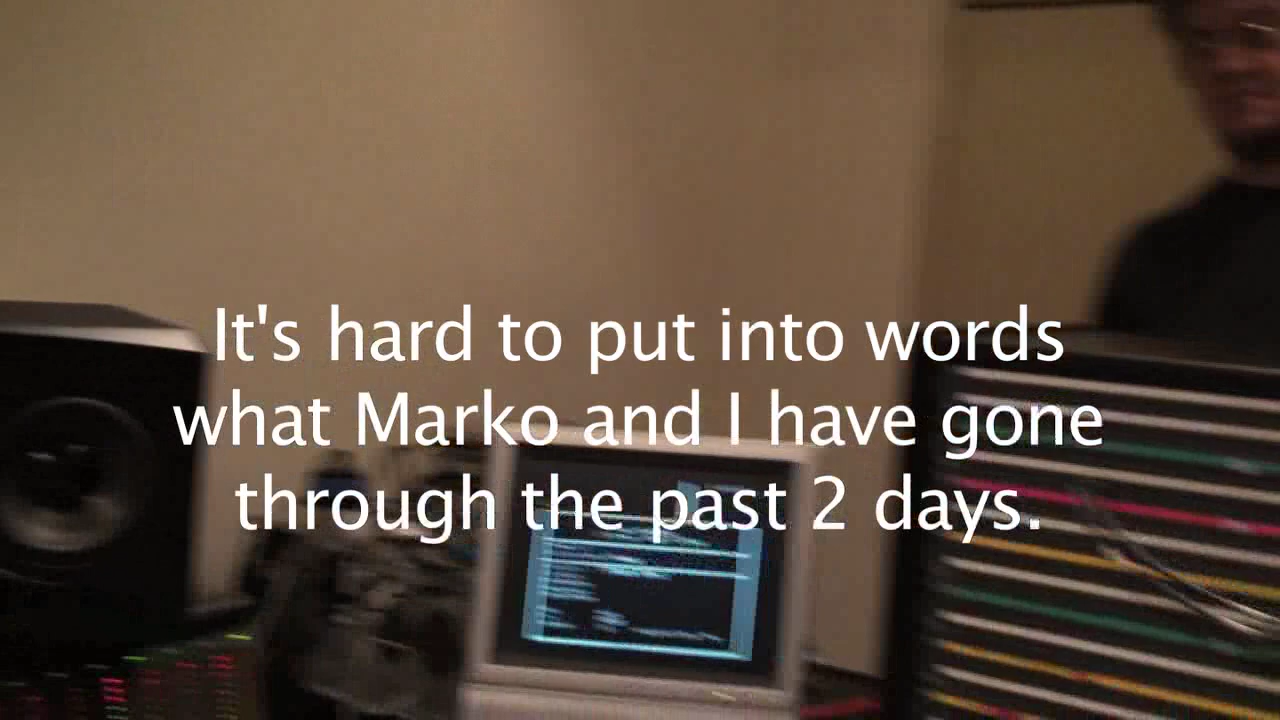 It's hard to put into words
what Marko and I have gone
through the past 2 days.